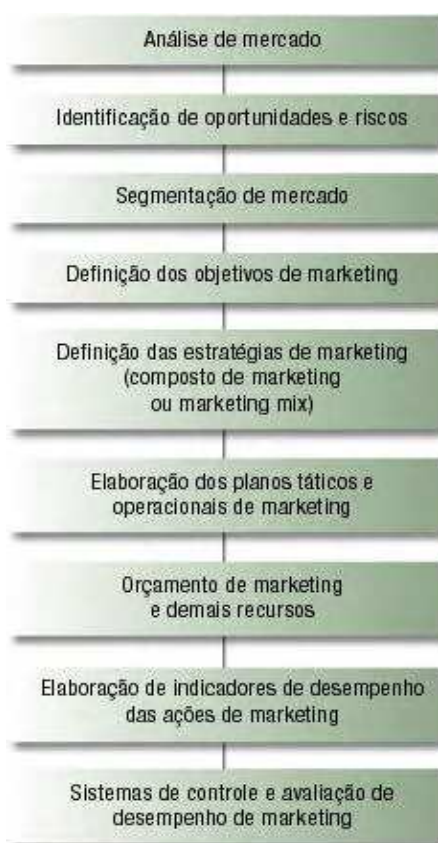 Análise de mercado
Identificação de oportunidades e riscos
Segmentação de mercado
Definição dos objetivos de marketing
Definição das estratégias de marketing
(composto de marketing
ou marketing mix)
Elaboração dos planos táticos e
operacionais de marketing
Orçamento de marketing
e demais recursos
Elaboração de indicadores de desempenho
das ações de marketing
Sistemas de controle e avaliação de
desempenho de marketing